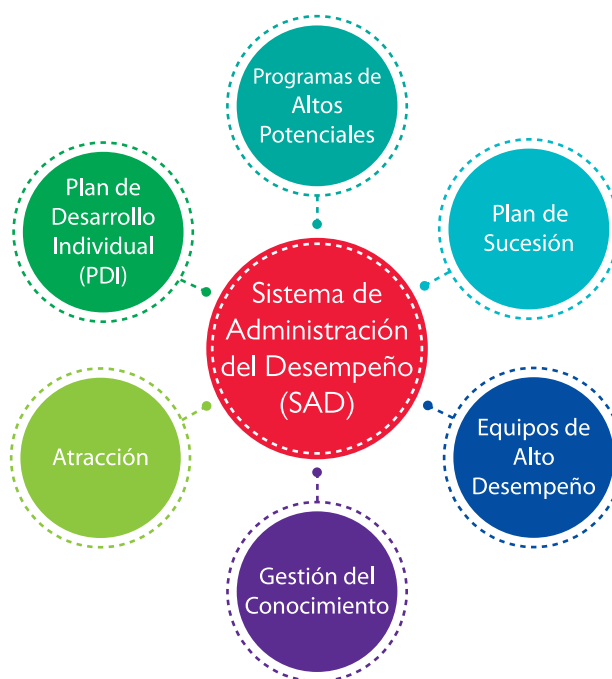 Programas de
Altos
Potenciales
Plan de
Desarrollo
Individual
(PDI)
Plan de
Sucesión
Sistema de
Administración
del Desempeño
(SAD)
Atracción
Equipos de
Alto
Desempeño
Gestión del
Conocimiento